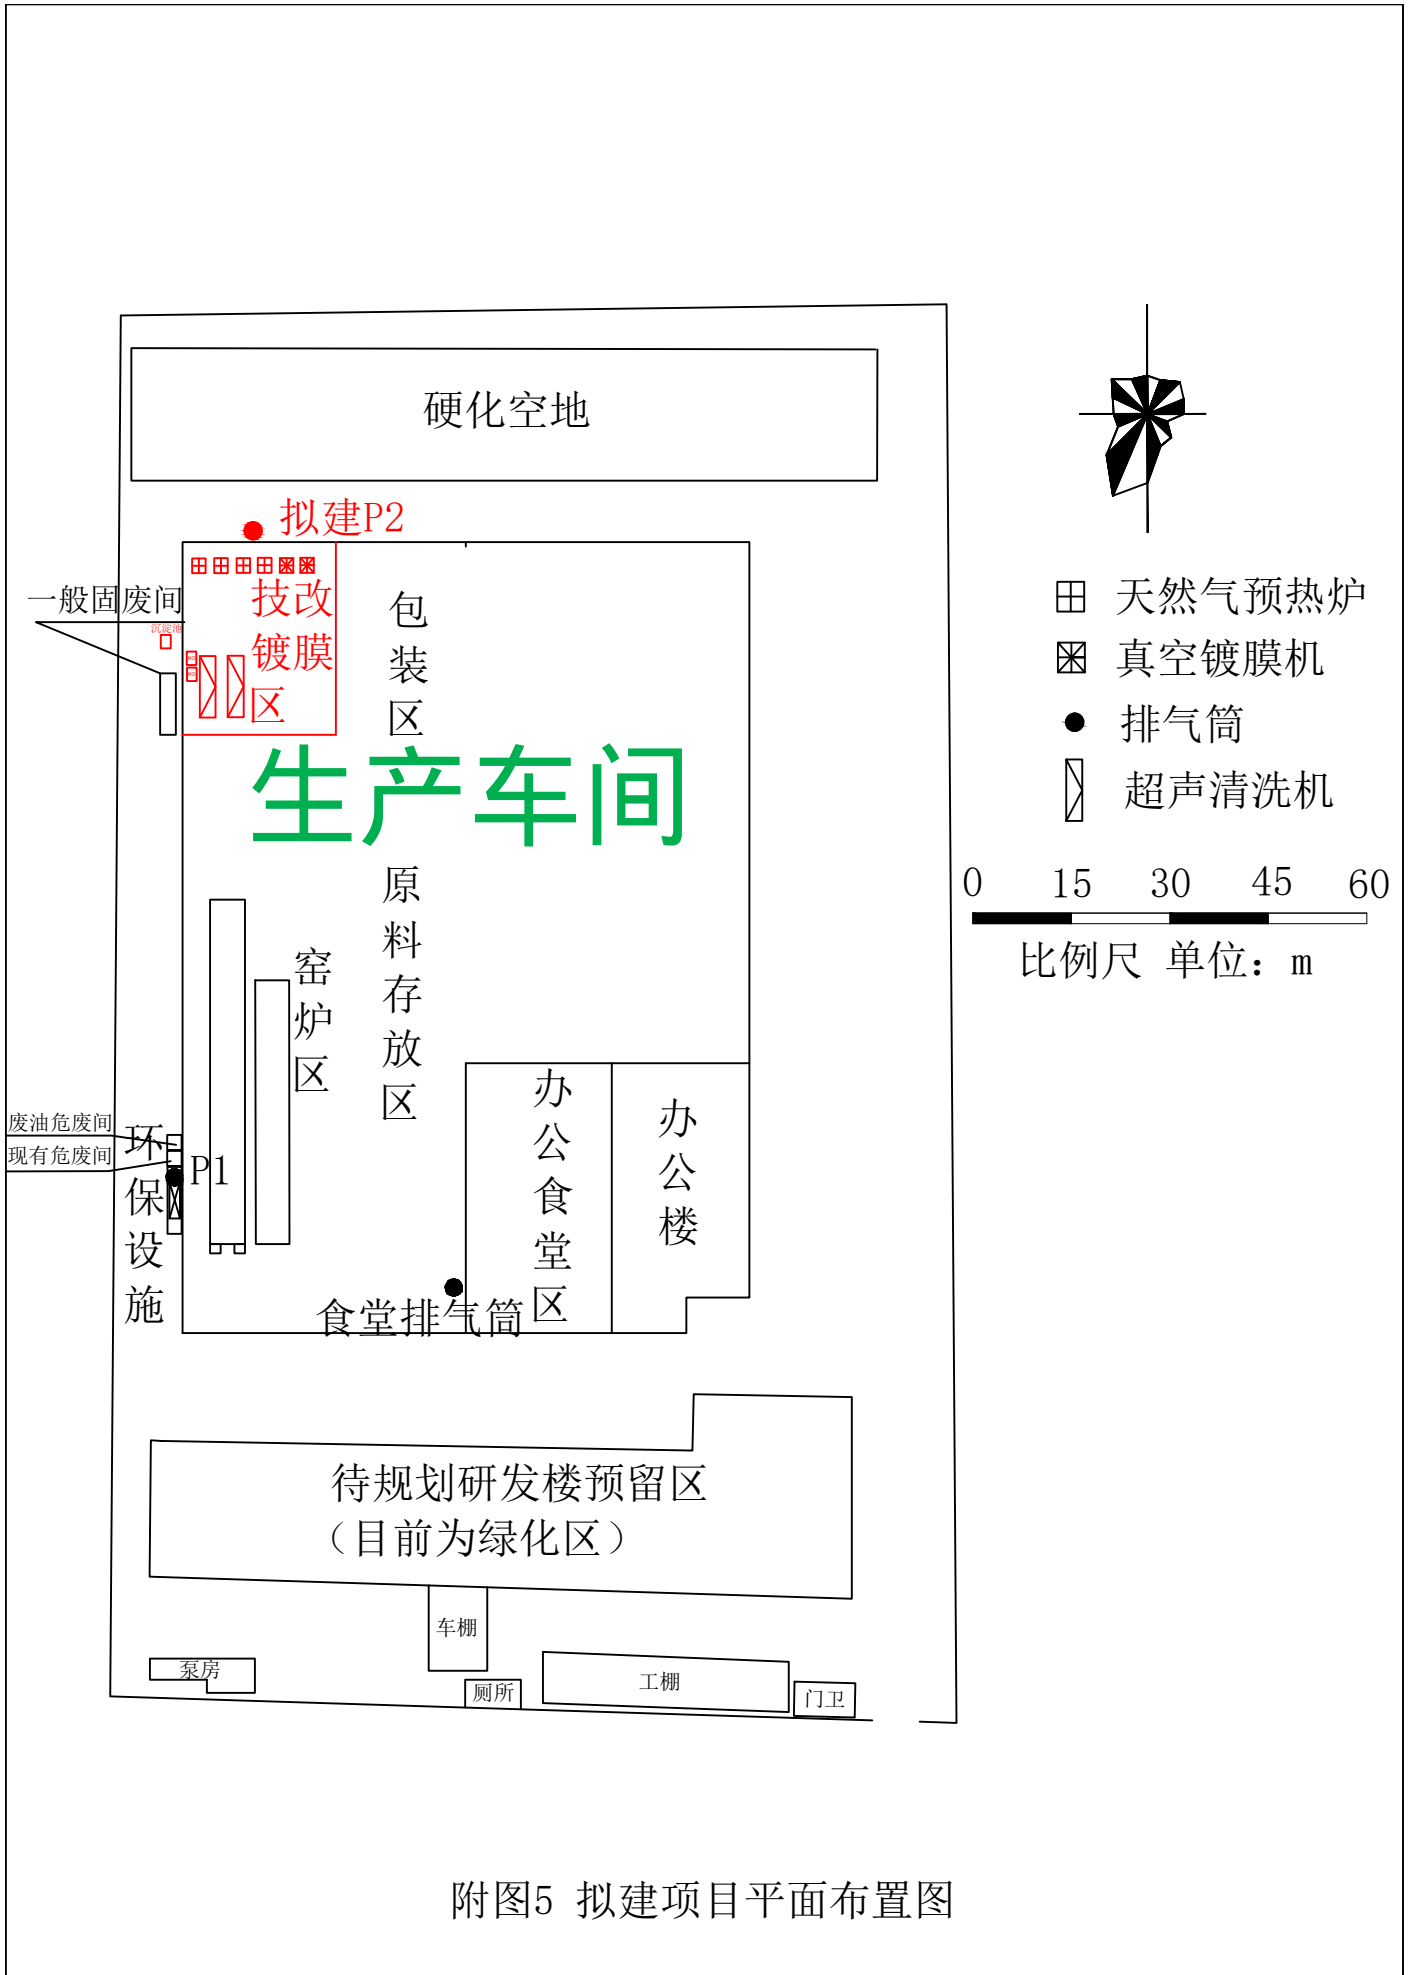 硬化空地
拟建P2
一般固废间
沉淀池
技改
镀膜
区
包装区
天然气预热炉
真空镀膜机
排气筒
超声清洗机
生产车间
0 15 30 45 60
比例尺 单位：m
原料存放区
窑炉区
办公食堂区
办公楼
废油危废间
现有危废间
环保设施
P1
食堂排气筒
待规划研发楼预留区
（目前为绿化区）
车棚
泵房
厕所
工棚
门卫
附图5 拟建项目平面布置图